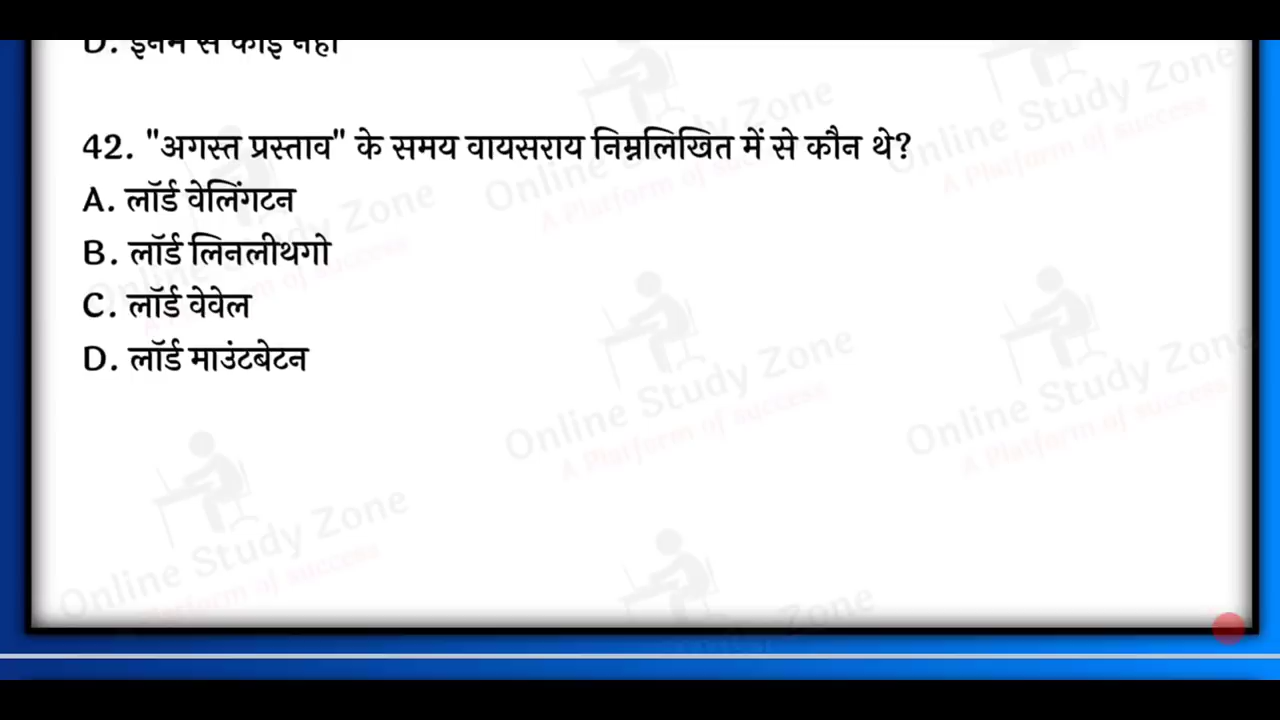 D. इनमें से कोई नहीं
42. "अगस्त प्रस्ताव" के समय वायसराय निम्नलिखित में से कौन थे?
A. लॉर्ड वेलिंगटन
B. लॉर्ड लिनलीथगो
C. लॉर्ड वेवेल
D. लॉर्ड माउंटबेटन
Online Study Zone
A Platform of success